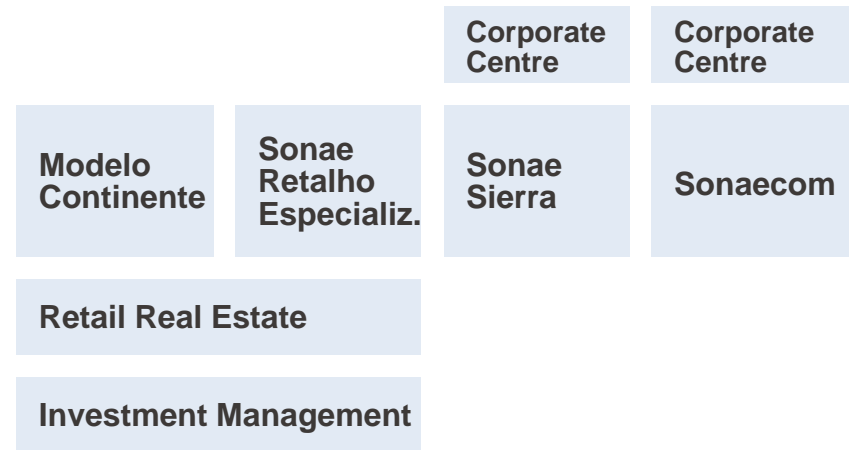 Corporate
Centre
Corporate
Centre
Modelo
Continente
Sonae
Retalho
Especializ.
Sonae
Sierra
Sonaecom
Retail Real Estate
Investment Management